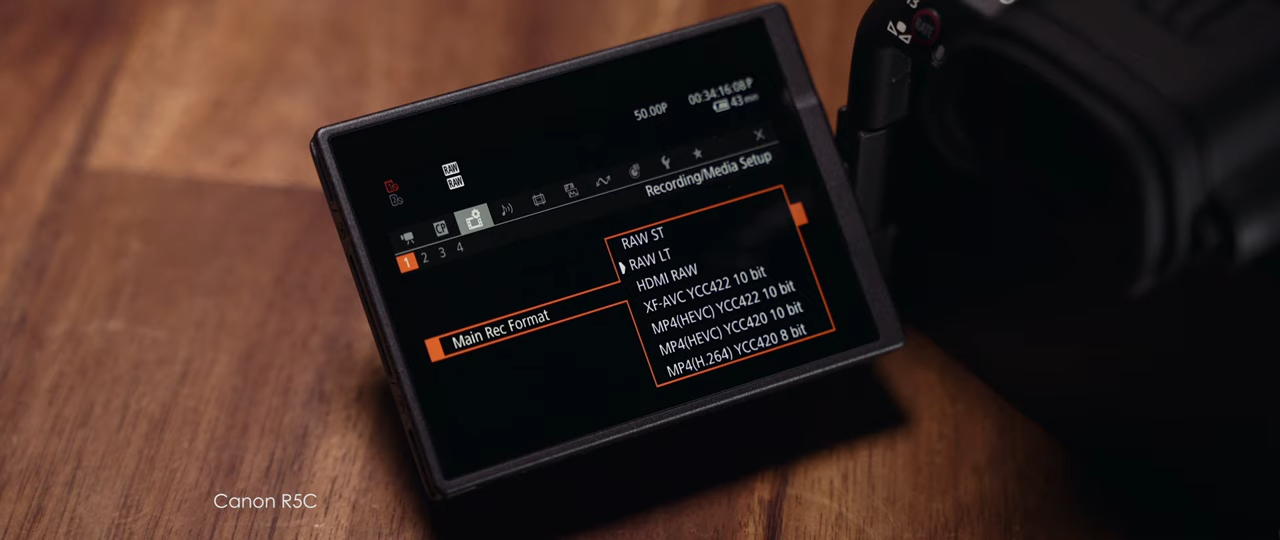 50.00P
00:34:16:08 P
43 min
RAW
RAW
CP
Recording/Media Setup
1 2 3 4
RAW ST
RAW LT
HDMI RAW
XF-AVC YCC422 10 bit
MP4(HEVC) YCC422 10 bit
MP4(HEVC) YCC420 10 bit
MP4(H.264) YCC420 8 bit
Main Rec Format
Canon R5C